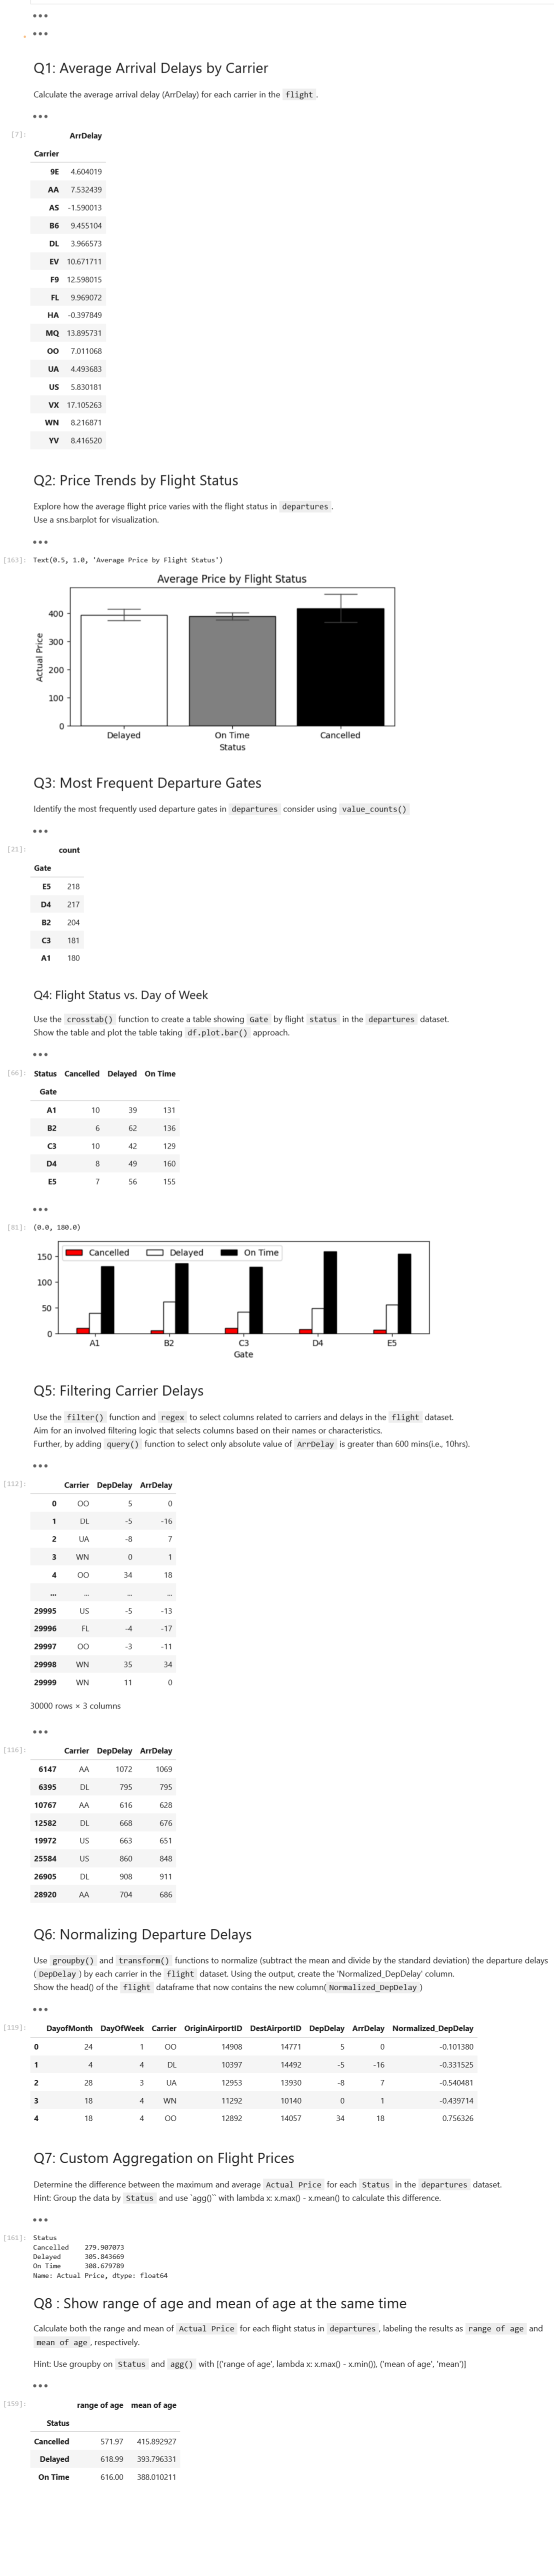 Q1: Average Arrival Delays by Carrier
Calculate the average arrival delay (ArrDelay) for each carrier in the flight .
[7]:
ArrDelay
Carrier
9E 4.604019
AA 7.532439
AS -1.590013
B6 9.455104
DL 3.966573
EV 10.671711
F9 12.598015
FL 9.969072
HA -0.397849
MQ 13.895731
OO 7.011068
UA 4.493683
US 5.830181
VX 17.105263
WN 8.216871
YV 8.416520
Q2: Price Trends by Flight Status
Explore how the average flight price varies with the flight status in departures .
Use a sns.barplot for visualization.
[163]: Text(0.5, 1.0, 'Average Price by Flight Status')
Average Price by Flight Status
Actual Price
400
300
200
100
0
Delayed On Time Cancelled
Status
Q3: Most Frequent Departure Gates
Identify the most frequently used departure gates in departures consider using value_counts()
[21]: count
Gate
E5 218
D4 217
B2 204
C3 181
A1 180
Q4: Flight Status vs. Day of Week
Use the crosstab() function to create a table showing Gate by flight status in the departures dataset.
Show the table and plot the table taking df.plot.bar() approach.
[66]: Status Cancelled Delayed On Time
Gate
A1 10 39 131
B2 6 62 136
C3 10 42 129
D4 8 49 160
E5 7 56 155
[81]: (0.0, 180.0)
Cancelled Delayed On Time
150
100
50
0
A1 B2 C3 D4 E5
Gate
Q5: Filtering Carrier Delays
Use the filter() function and regex to select columns related to carriers and delays in the flight dataset.
Aim for an involved filtering logic that selects columns based on their names or characteristics.
Further, by adding query() function to select only absolute value of ArrDelay is greater than 600 mins(i.e., 10hrs).
[112]: Carrier DepDelay ArrDelay
0 OO 5 0
1 DL -5 -16
2 UA -8 7
3 WN 0 1
4 OO 34 18
... ... ... ...
29995 US -5 -13
29996 FL -4 -17
29997 OO -3 -11
29998 WN 35 34
29999 WN 11 0
30000 rows × 3 columns
[116]: Carrier DepDelay ArrDelay
6147 AA 1072 1069
6395 DL 795 795
10767 AA 616 628
12582 DL 668 676
19972 US 663 651
25584 US 860 848
26905 DL 908 911
28920 AA 704 686
Q6: Normalizing Departure Delays
Use groupby() and transform() functions to normalize (subtract the mean and divide by the standard deviation) the departure delays
( DepDelay ) by each carrier in the flight dataset. Using the output, create the 'Normalized_DepDelay' column.
Show the head() of the flight dataframe that now contains the new column( Normalized_DepDelay )
[119]: DayofMonth DayOfWeek Carrier OriginAirportID DestAirportID DepDelay ArrDelay Normalized_DepDelay
0 24 1 OO 14908 14771 5 0 -0.101380
1 4 4 DL 10397 14492 -5 -16 -0.331525
2 28 3 UA 12953 13930 -8 7 -0.540481
3 18 4 WN 11292 10140 0 1 -0.439714
4 18 4 OO 12892 14057 34 18 0.756326
Q7: Custom Aggregation on Flight Prices
Determine the difference between the maximum and average Actual Price for each Status in the departures dataset.
Hint: Group the data by Status and use `agg()`` with lambda x: x.max() - x.mean() to calculate this difference.
[161]: Status
Cancelled 279.907073
Delayed 305.843669
On Time 308.679789
Name: Actual Price, dtype: float64
Q8 : Show range of age and mean of age at the same time
Calculate both the range and mean of Actual Price for each flight status in departures , labeling the results as range of age and
mean of age , respectively.
Hint: Use groupby on Status and agg() with [('range of age', lambda x: x.max() - x.min()), ('mean of age', 'mean')]
[159]: range of age mean of age
Status
Cancelled 571.97 415.892927
Delayed 618.99 393.796331
On Time 616.00 388.010211